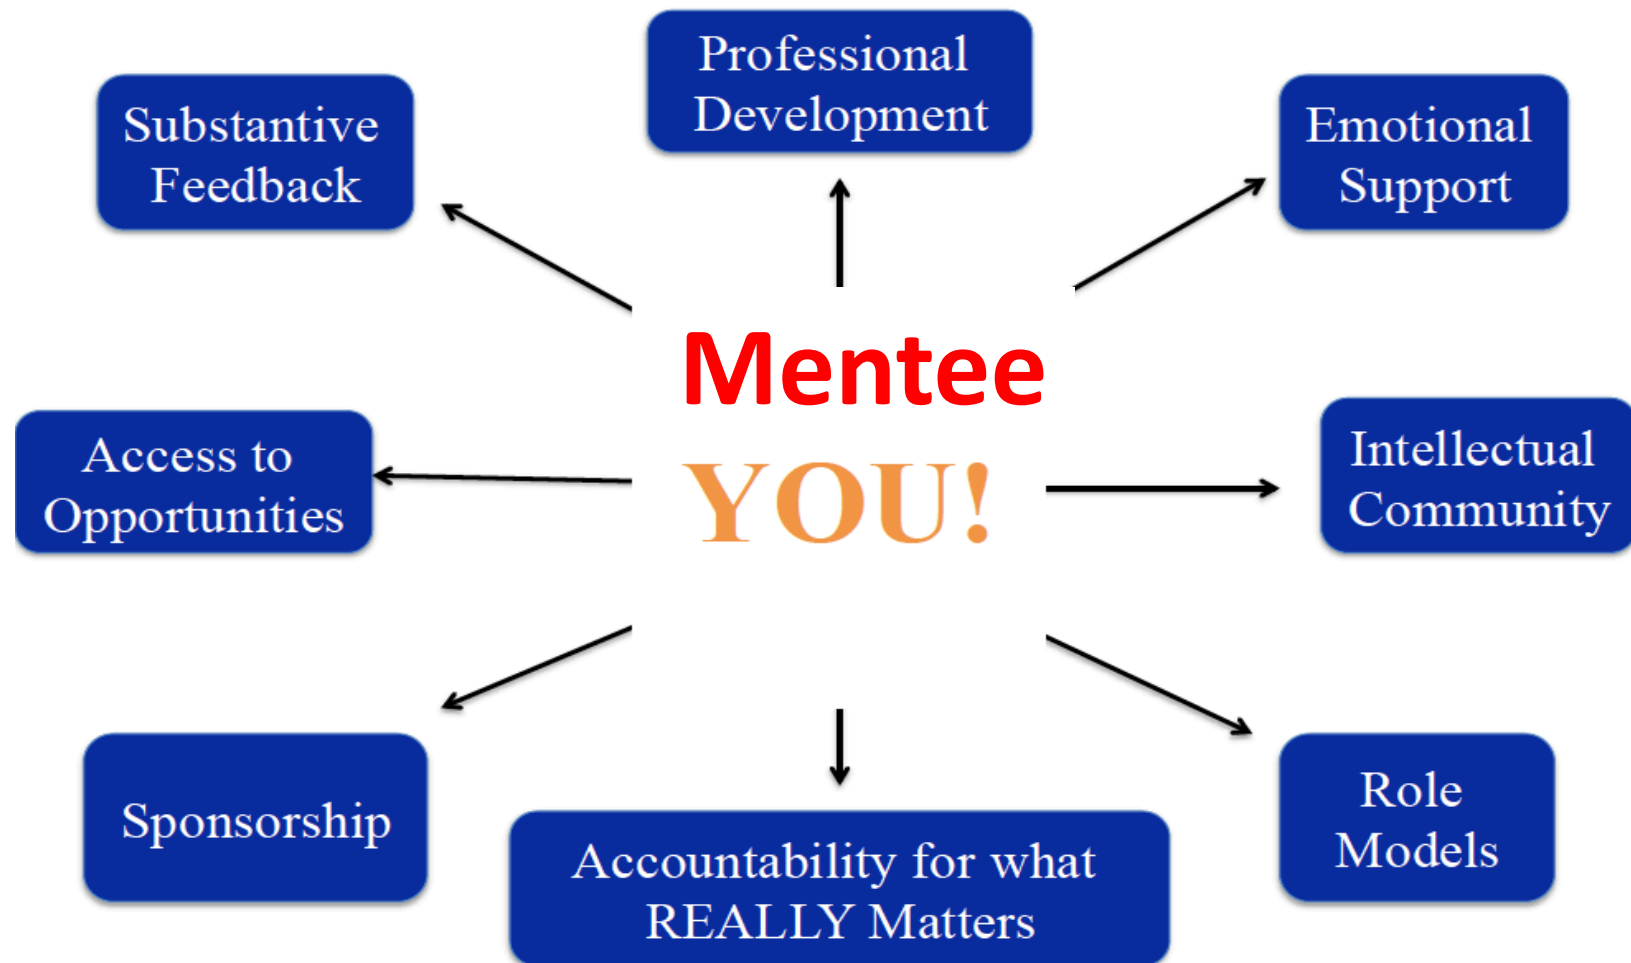 Professional
Development
Substantive
Feedback
Emotional
Support
Mentee
YOU!
Access to
Opportunities
Intellectual
Community
Sponsorship
Accountability for what
REALLY Matters
Role
Models